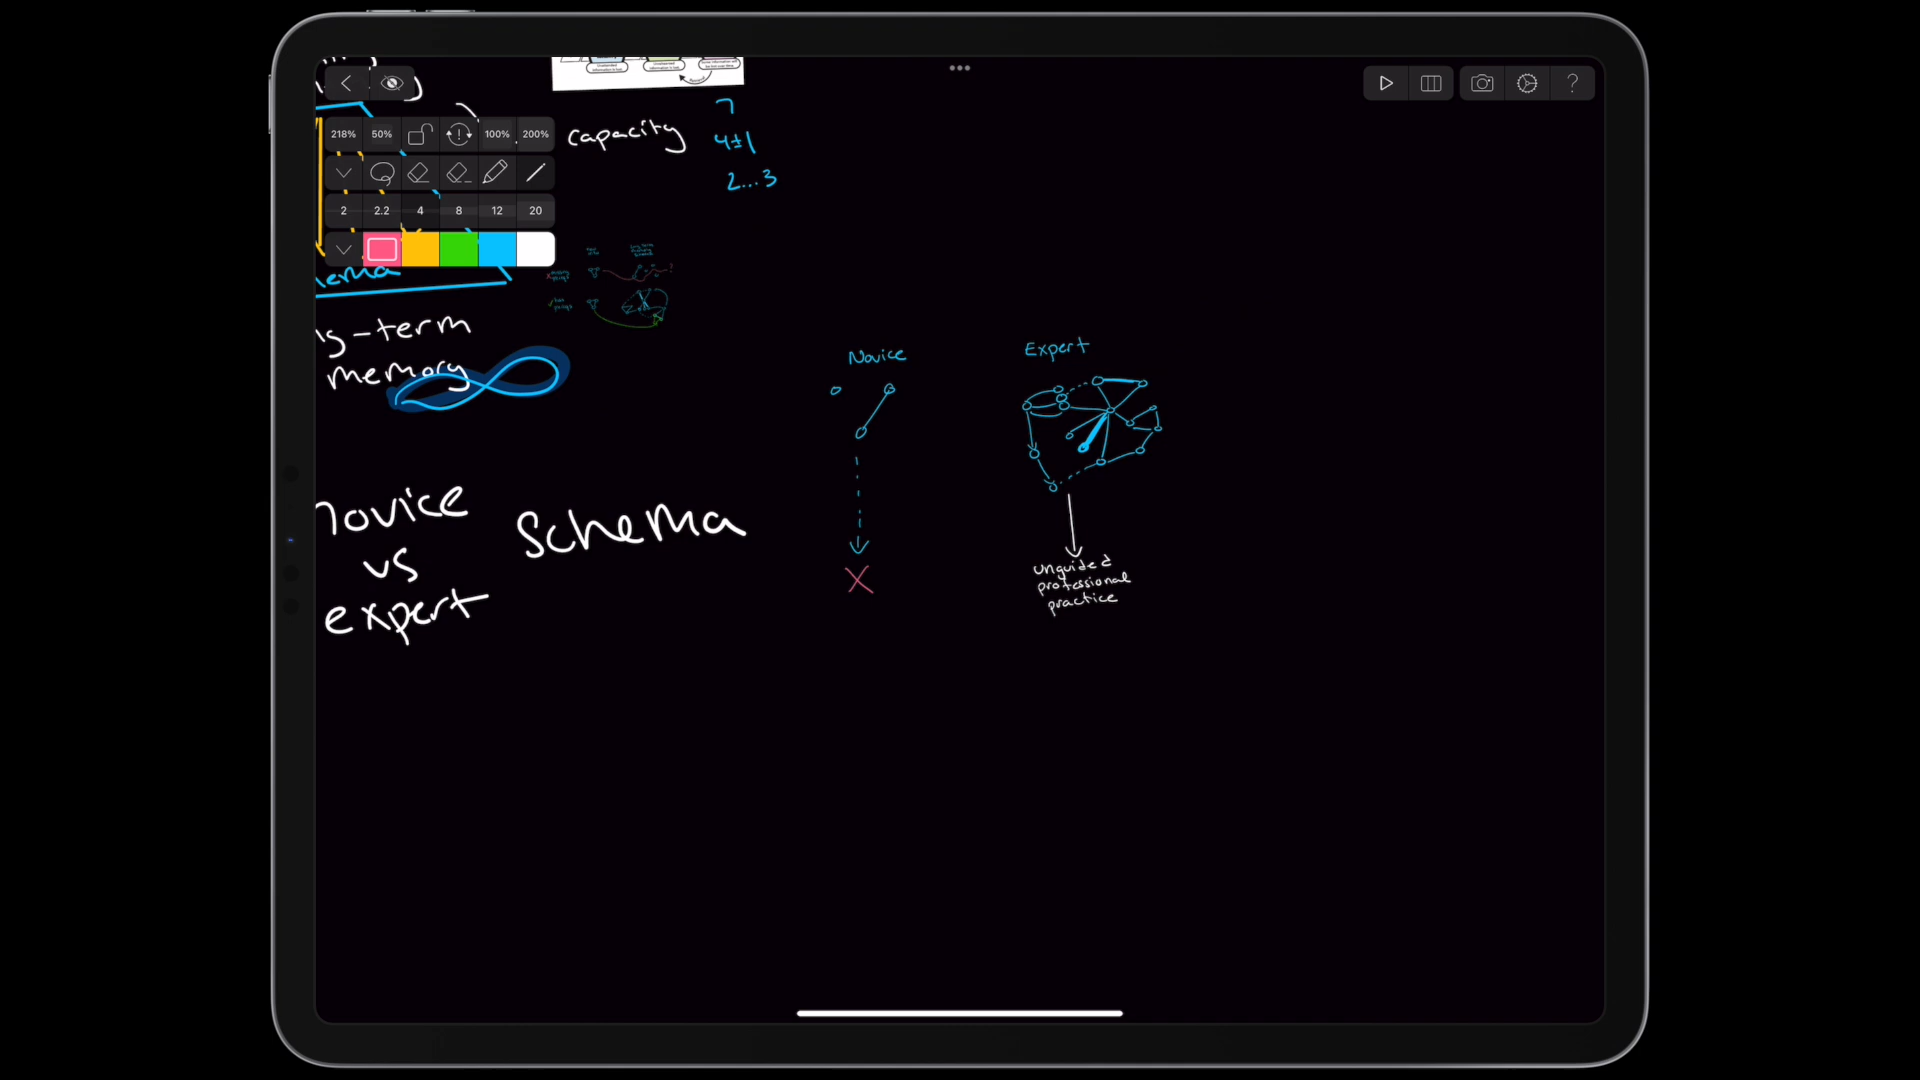 7
capacity
4±1
2...3
218%
50%
100%
200%
2
2.2
4
8
12
20
?
hema
s-term
memory
novice
vs
expert
Schema
Novice
Expert
X
unguided
professional
practice